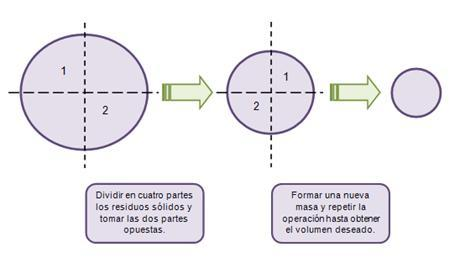 1
2
1
2
Dividir en cuatro partes
los residuos sólidos y
tomar las dos partes
opuestas.
Formar una nueva
masa y repetir la
operación hasta obtener
el volumen deseado.